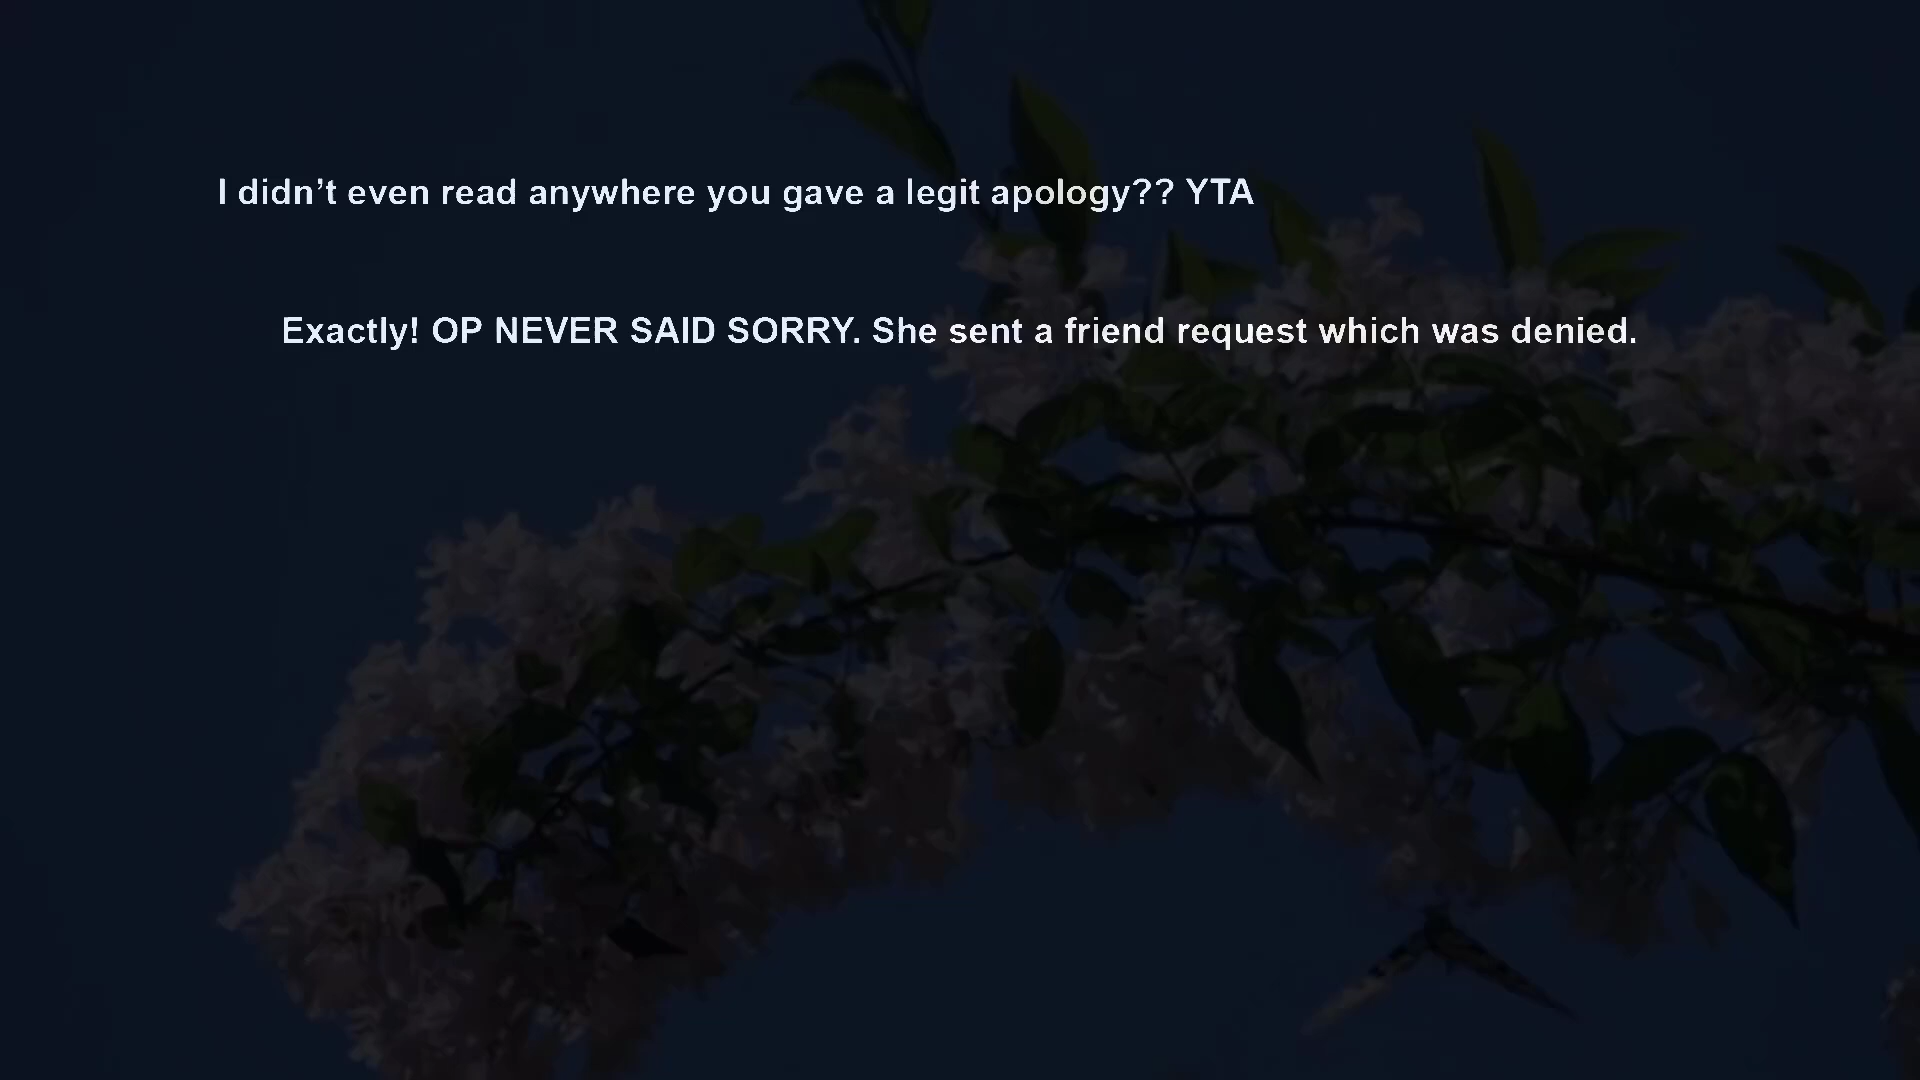 I didn’t even read anywhere you gave a legit apology?? YTA
Exactly! OP NEVER SAID SORRY. She sent a friend request which was denied.